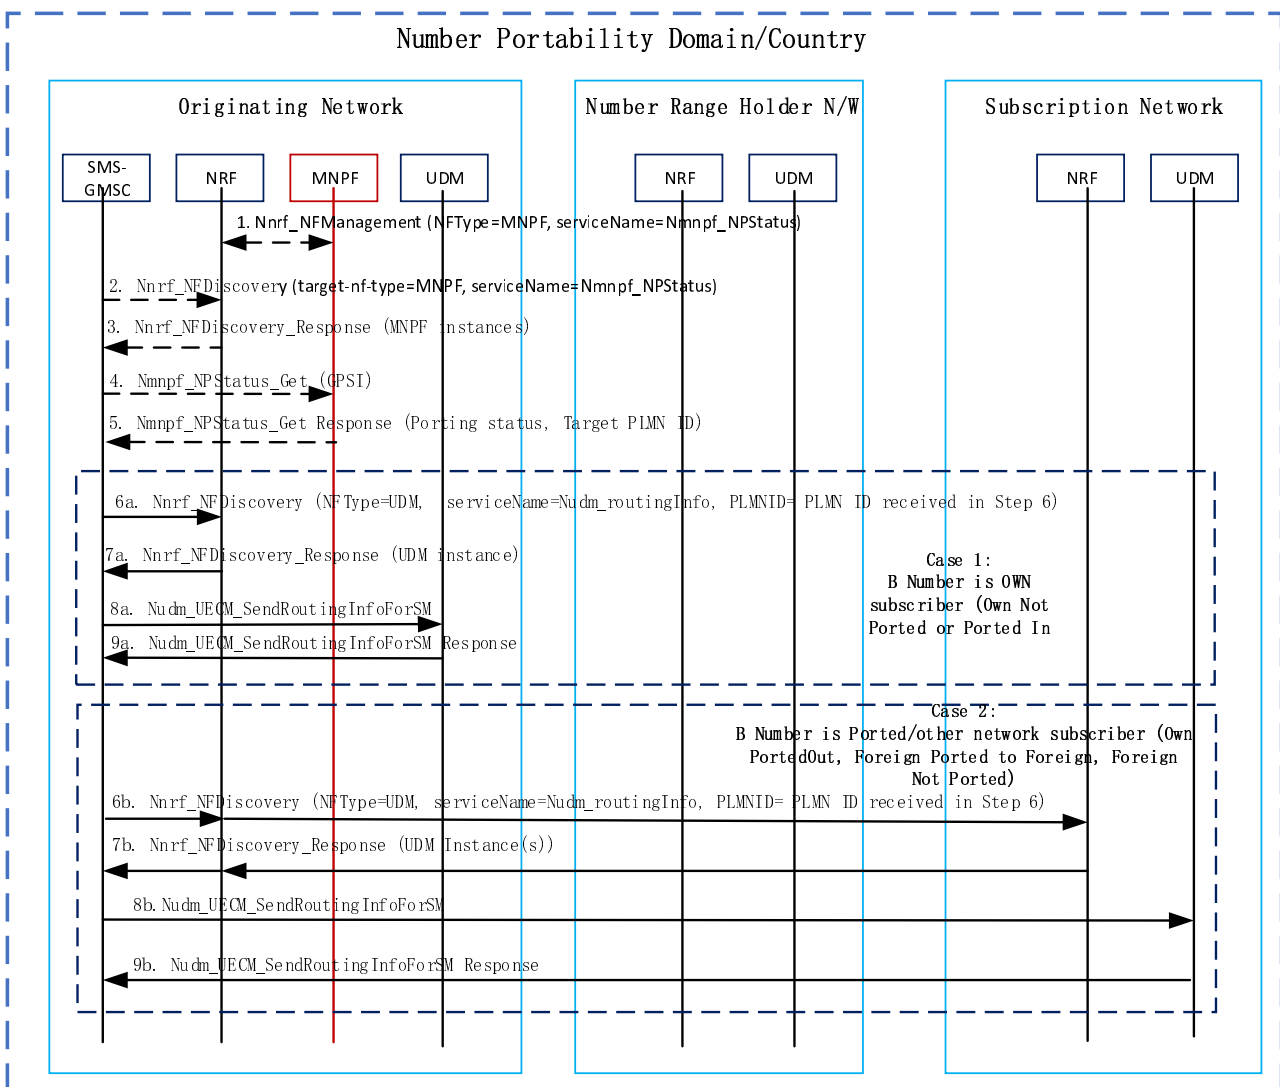 Number Portability Domain/Country
Originating Network
Number Range Holder N/W
Subscription Network
SMS-
GMSC
NRF
MNPF
UDM
NRF
UDM
NRF
UDM
1. Nnrf_NFManagement (NFType=MNPF, serviceName=Nmnpf_NPStatus)
2. Nnrf_NFDiscovery (target-nf-type=MNPF, serviceName=Nmnpf_NPStatus)
3. Nnrf_NFDiscovery_Response (MNPF instances)
4. Nmnpf_NPStatus_Get (GPSI)
5. Nmnpf_NPStatus_Get Response (Porting status, Target PLMN ID)
6a. Nnrf_NFDiscovery (NFType=UDM, serviceName=Nudm_routingInfo, PLMNID= PLMN ID received in Step 6)
7a. Nnrf_NFDiscovery_Response (UDM instance)
Case 1:
B Number is OWN
subscriber (Own Not
Ported or Ported In
8a. Nudm_UECM_SendRoutingInfoForSM
9a. Nudm_UECM_SendRoutingInfoForSM Response
Case 2:
B Number is Ported/other network subscriber (Own
PortedOut, Foreign Ported to Foreign, Foreign
Not Ported)
6b. Nnrf_NFDiscovery (NFType=UDM, serviceName=Nudm_routingInfo, PLMNID= PLMN ID received in Step 6)
7b. Nnrf_NFDiscovery_Response (UDM Instance(s))
8b. Nudm_UECM_SendRoutingInfoForSM
9b. Nudm_UECM_SendRoutingInfoForSM Response